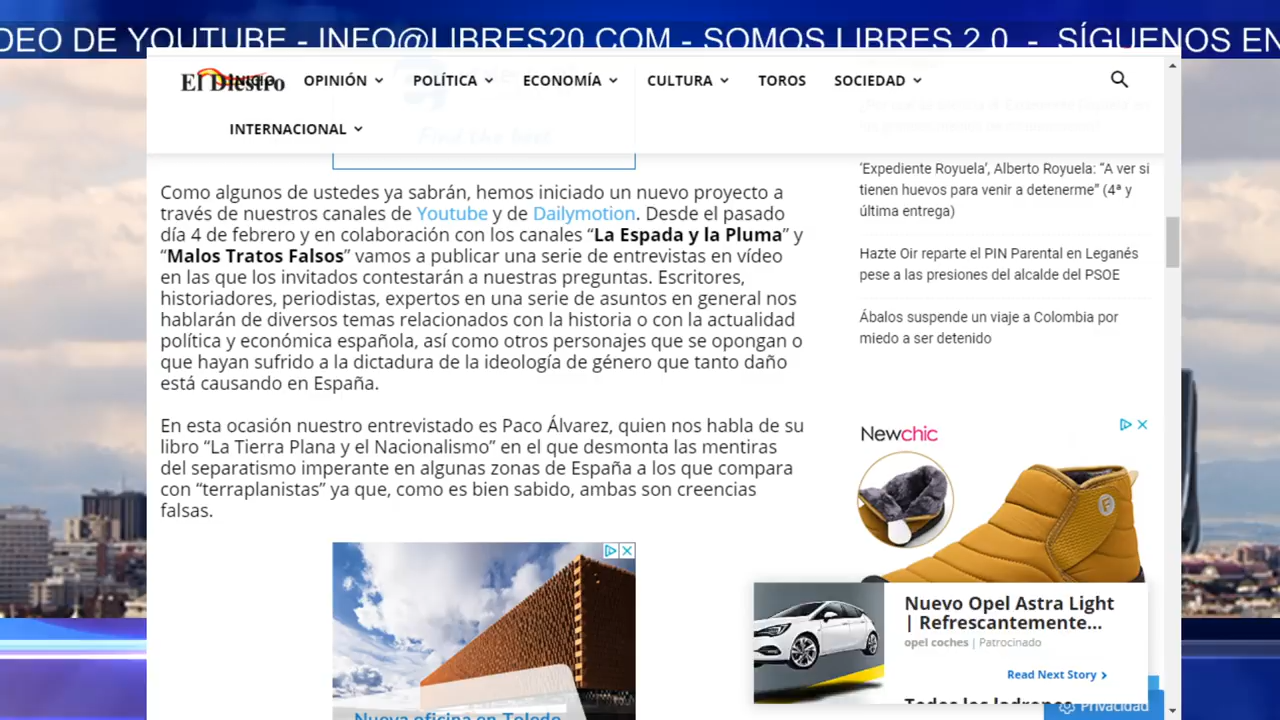 DEO DE YOUTUBE - INFO@LIBRES20.COM - SOMOS LIBRES 2.0 - SÍGUENOS EN
El Diestro
INICIO
OPINIÓN
POLÍTICA
ECONOMÍA
CULTURA
TOROS
SOCIEDAD
INTERNACIONAL
Como algunos de ustedes ya sabrán, hemos iniciado un nuevo proyecto a
través de nuestros canales de Youtube y de Dailymotion. Desde el pasado
día 4 de febrero y en colaboración con los canales “La Espada y la Pluma” y
“Malos Tratos Falsos” vamos a publicar una serie de entrevistas en vídeo
en las que los invitados contestarán a nuestras preguntas. Escritores,
historiadores, periodistas, expertos en una serie de asuntos en general nos
hablarán de diversos temas relacionados con la historia o con la actualidad
política y económica española, así como otros personajes que se opongan o
que hayan sufrido a la dictadura de la ideología de género que tanto daño
está causando en España.
En esta ocasión nuestro entrevistado es Paco Álvarez, quien nos habla de su
libro “La Tierra Plana y el Nacionalismo” en el que desmonta las mentiras
del separatismo imperante en algunas zonas de España a los que compara
con “terraplanistas” ya que, como es bien sabido, ambas son creencias
falsas.
Nueva oficina en Toledo
‘Expediente Royuela’, Alberto Royuela: “A ver si
tienen huevos para venir a detenerme” (4ª y
última entrega)
Hazte Oir reparte el PIN Parental en Leganés
pese a las presiones del alcalde del PSOE
Ábalos suspende un viaje a Colombia por
miedo a ser detenido
Newchic
F
Nuevo Opel Astra Light
| Refrescantemente...
opel coches | Patrocinado
Read Next Story
Todos los ladrones
Privacidad